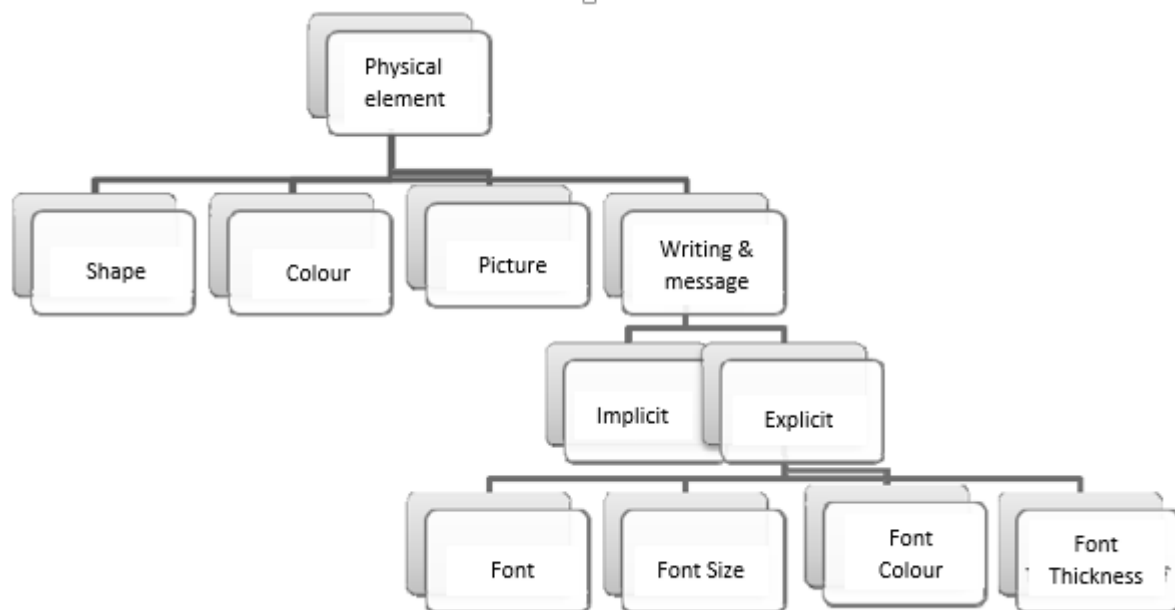 Physical
element
Shape
Colour
Picture
Writing &
message
Implicit
Explicit
Font
Font Size
Font
Colour
Font
Thickness